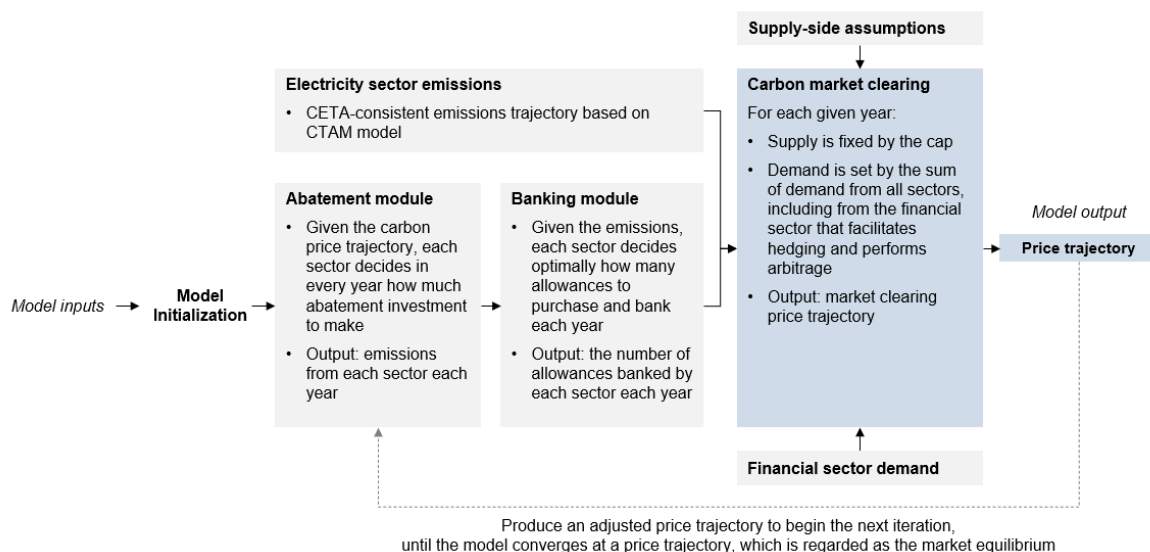 Supply-side assumptions
Electricity sector emissions
• CETA-consistent emissions trajectory based on
CTAM model
Carbon market clearing
For each given year:
• Supply is fixed by the cap
• Demand is set by the sum
of demand from all sectors,
including from the financial
sector that facilitates
hedging and performs
arbitrage
• Output: market clearing
price trajectory
Model inputs
Model
Initialization
Abatement module
• Given the carbon
price trajectory, each
sector decides in
every year how much
abatement investment
to make
• Output: emissions
from each sector each
year
Banking module
• Given the emissions,
each sector decides
optimally how many
allowances to
purchase and bank
each year
• Output: the number of
allowances banked by
each sector each year
Model output
Price trajectory
Financial sector demand
Produce an adjusted price trajectory to begin the next iteration,
until the model converges at a price trajectory, which is regarded as the market equilibrium